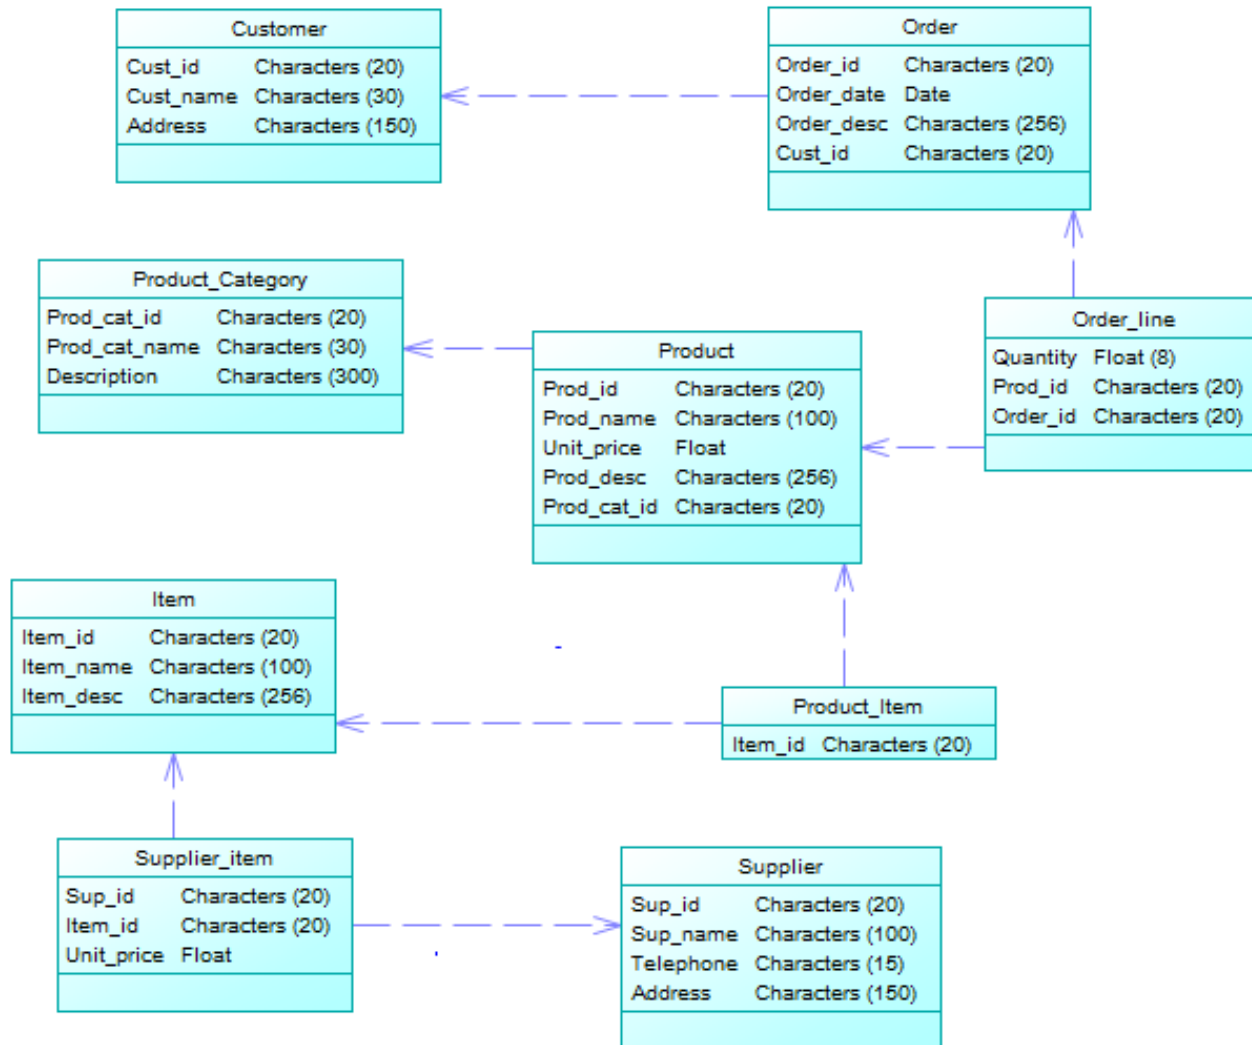 Customer
Cust_id Characters (20)
Cust_name Characters (30)
Address Characters (150)
Order
Order_id Characters (20)
Order_date Date
Order_desc Characters (256)
Cust_id Characters (20)
Product_Category
Prod_cat_id Characters (20)
Prod_cat_name Characters (30)
Description Characters (300)
Product
Prod_id Characters (20)
Prod_name Characters (100)
Unit_price Float
Prod_desc Characters (256)
Prod_cat_id Characters (20)
Order_line
Quantity Float (8)
Prod_id Characters (20)
Order_id Characters (20)
Item
Item_id Characters (20)
Item_name Characters (100)
Item_desc Characters (256)
Product_Item
Item_id Characters (20)
Supplier_item
Sup_id Characters (20)
Item_id Characters (20)
Unit_price Float
Supplier
Sup_id Characters (20)
Sup_name Characters (100)
Telephone Characters (15)
Address Characters (150)